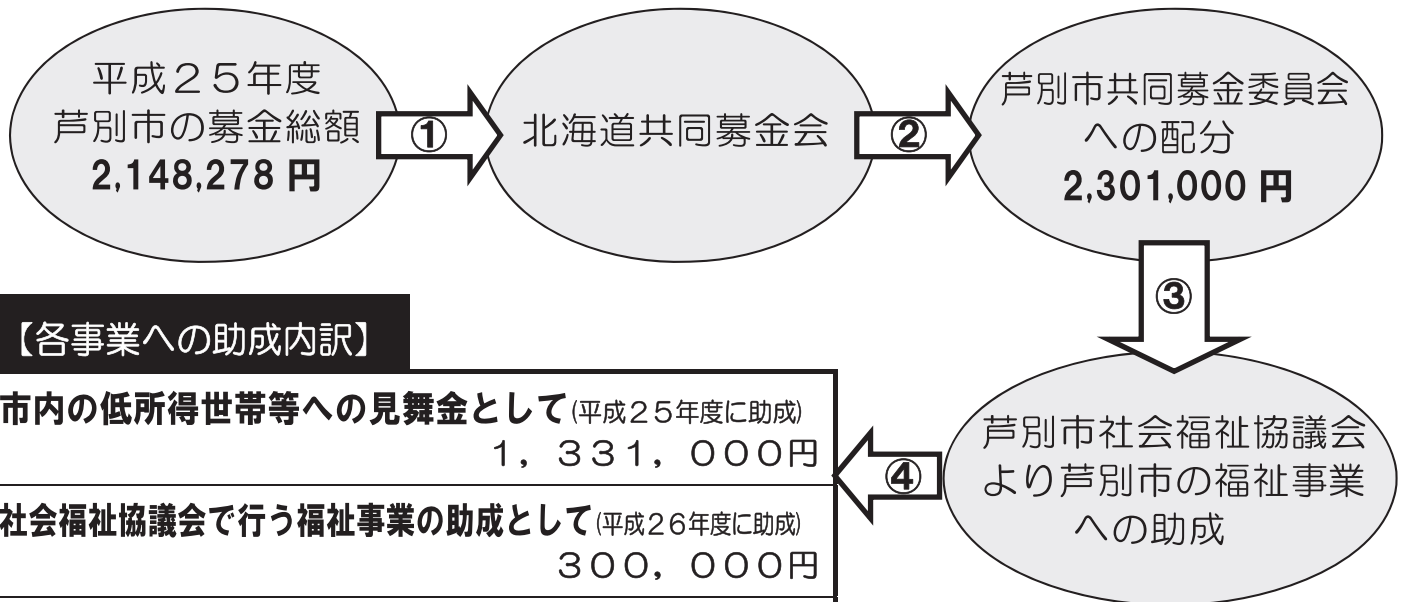 平成２５年度
芦別市の募金総額
2,148,278 円
①
北海道共同募金会
②
芦別市共同募金委員会
への配分
2,301,000 円
③
芦別市社会福祉協議会
より芦別市の福祉事業
への助成
④
【各事業への助成内訳】
市内の低所得世帯等への見舞金として(平成２５年度に助成)
１，３３１，０００円
社会福祉協議会で行う福祉事業の助成として(平成２６年度に助成)
３００，０００円